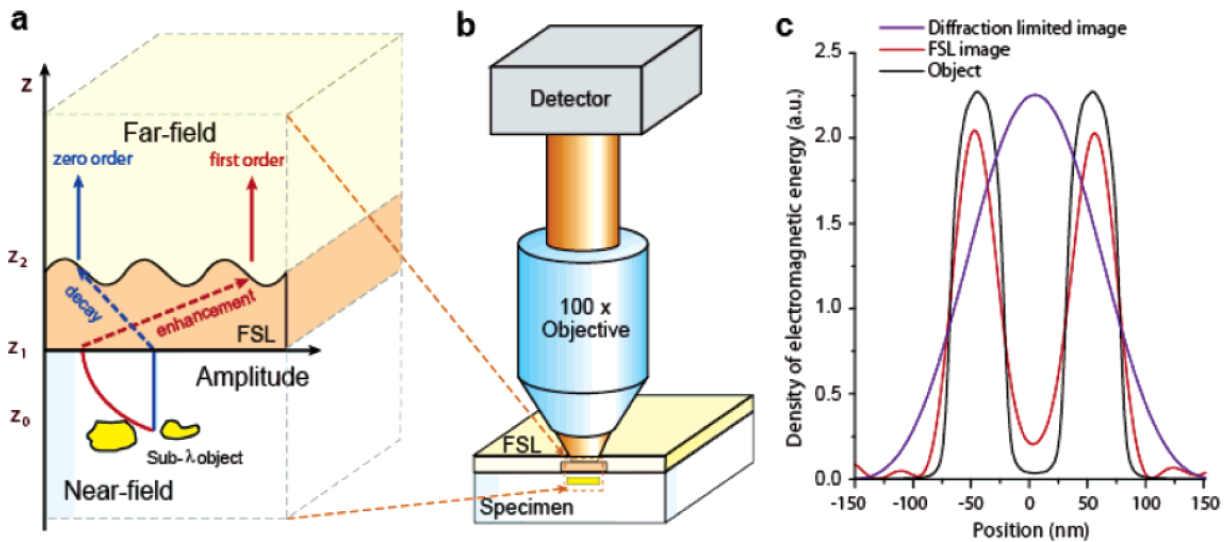 a
z
Far-field
zero order
first order
z2
decay
enhancement
FSL
z1
Amplitude
z0
Sub-λ object
Near-field
b
Detector
100 x
Objective
FSL
Specimen
c
Diffraction limited image
FSL image
Object
Density of electromagnetic energy (a.u.)
2.5
2.0
1.5
1.0
0.5
0.0
-150 -100 -50 0 50 100 150
Position (nm)